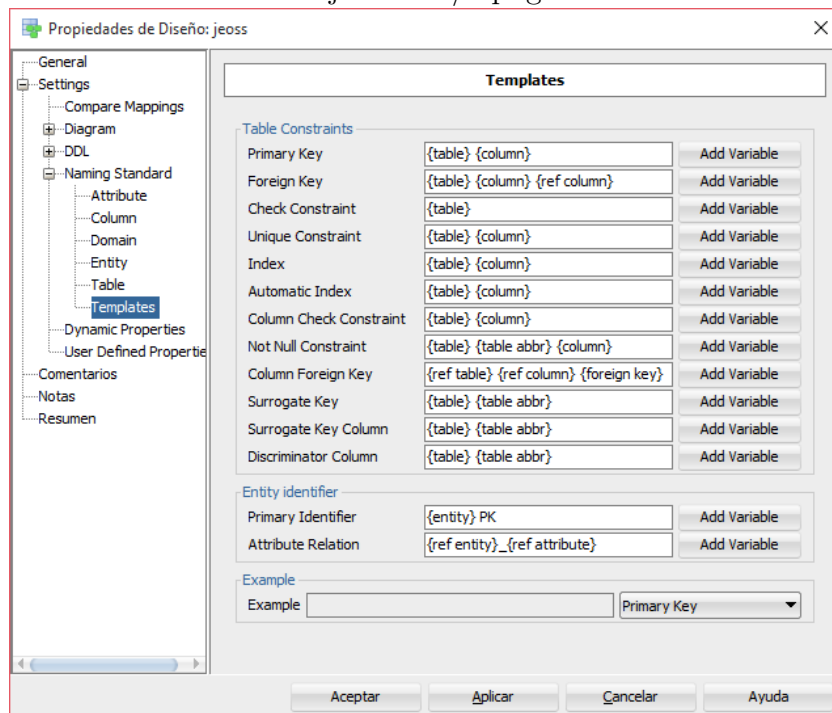 Propiedades de Diseño: jeoss
General
Settings
Compare Mappings
Diagram
DDL
Naming Standard
Attribute
Column
Domain
Entity
Table
Templates
Dynamic Properties
User Defined Propertie
Comentarios
Notas
Resumen
Templates
Table Constraints
Primary Key {table} {column} Add Variable
Foreign Key {table} {column} {ref column} Add Variable
Check Constraint {table} Add Variable
Unique Constraint {table} {column} Add Variable
Index {table} {column} Add Variable
Automatic Index {table} {column} Add Variable
Column Check Constraint {table} {column} Add Variable
Not Null Constraint {table} {table abbr} {column} Add Variable
Column Foreign Key {ref table} {ref column} {foreign key} Add Variable
Surrogate Key {table} {table abbr} Add Variable
Surrogate Key Column {table} {table abbr} Add Variable
Discriminator Column {table} {table abbr} Add Variable
Entity identifier
Primary Identifier {entity} PK Add Variable
Attribute Relation {ref entity}_{ref attribute} Add Variable
Example
Example Primary Key
Aceptar Aplicar Cancelar Ayuda